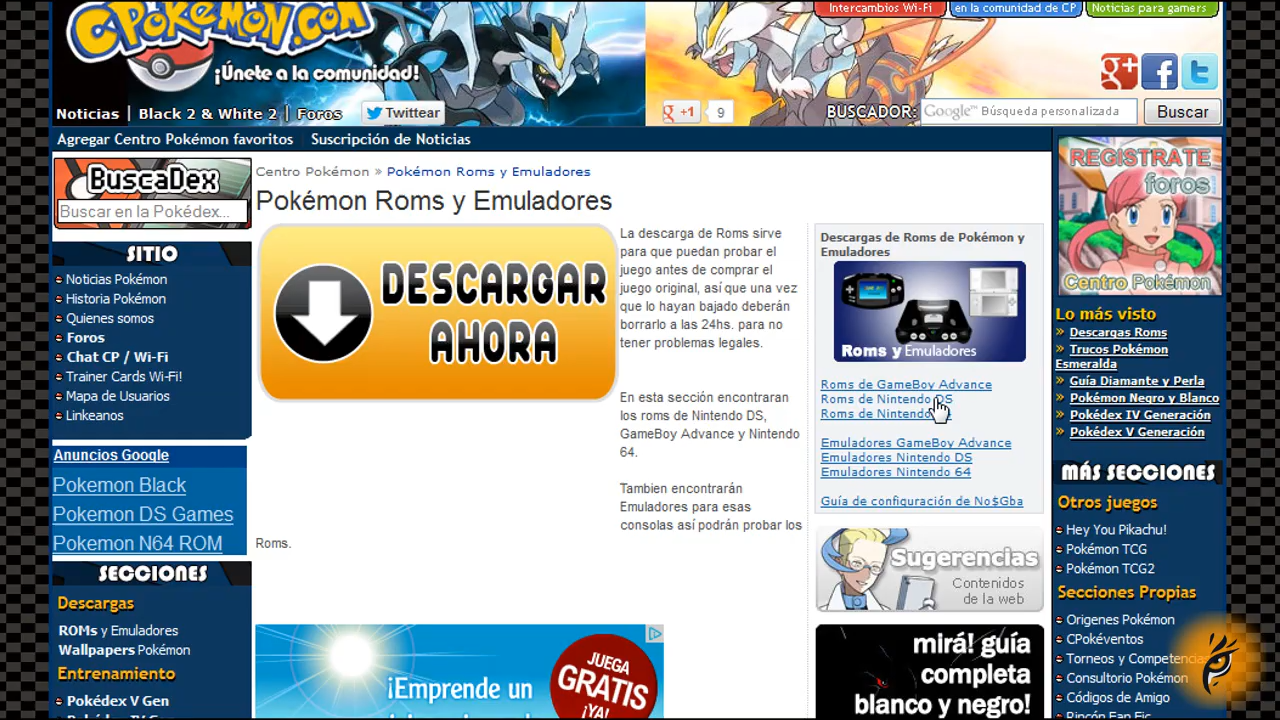 CPOKéMON.COM
¡Únete a la comunidad!
Intercambios Wi-Fi
en la comunidad de CP
Noticias para gamers
Noticias | Black 2 & White 2 | Foros
Twittear
+1
9
BUSCADOR:
Google™ Búsqueda personalizada
Buscar
Agregar Centro Pokémon favoritos
Suscripción de Noticias
BuscaDex
Buscar en la Pokédex...
SITIO
Noticias Pokémon
Historia Pokémon
Quienes somos
Foros
Chat CP / Wi-Fi
Trainer Cards Wi-Fi!
Mapa de Usuarios
Linkeanos
Anuncios Google
Pokemon Black
Pokemon DS Games
Pokemon N64 ROM
SECCIONES
Descargas
ROMs y Emuladores
Wallpapers Pokémon
Entrenamiento
Pokédex V Gen
Centro Pokémon » Pokémon Roms y Emuladores
Pokémon Roms y Emuladores
DESCARGAR
AHORA
La descarga de Roms sirve
para que puedan probar el
juego antes de comprar el
juego original, así que una vez
que lo hayan bajado deberán
borrarlo a las 24hs. para no
tener problemas legales.
En esta sección encontraran
los roms de Nintendo DS,
GameBoy Advance y Nintendo
64.
Tambien encontrarán
Emuladores para esas
consolas así podrán probar los
Roms.
¡Emprende un
JUEGA
GRATIS
¡YA!
Descargas de Roms de Pokémon y
Emuladores
Roms y Emuladores
Roms de GameBoy Advance
Roms de Nintendo DS
Roms de Nintendo
Emuladores GameBoy Advance
Emuladores Nintendo DS
Emuladores Nintendo 64
Guía de configuración de No$Gba
Sugerencias
Contenidos
de la web
mirá! guía
completa
blanco y negro!
REGISTRATE
foros
Centro Pokémon
Lo más visto
Descargas Roms
Trucos Pokémon
Esmeralda
Guía Diamante y Perla
Pokémon Negro y Blanco
Pokédex IV Generación
Pokédex V Generación
MÁS SECCIONES
Otros juegos
Hey You Pikachu!
Pokémon TCG
Pokémon TCG2
Secciones Propias
Origenes Pokémon
CPokéventos
Torneos y Competencias
Consultorio Pokémon
Códigos de Amigo
Rincón Fan Fic